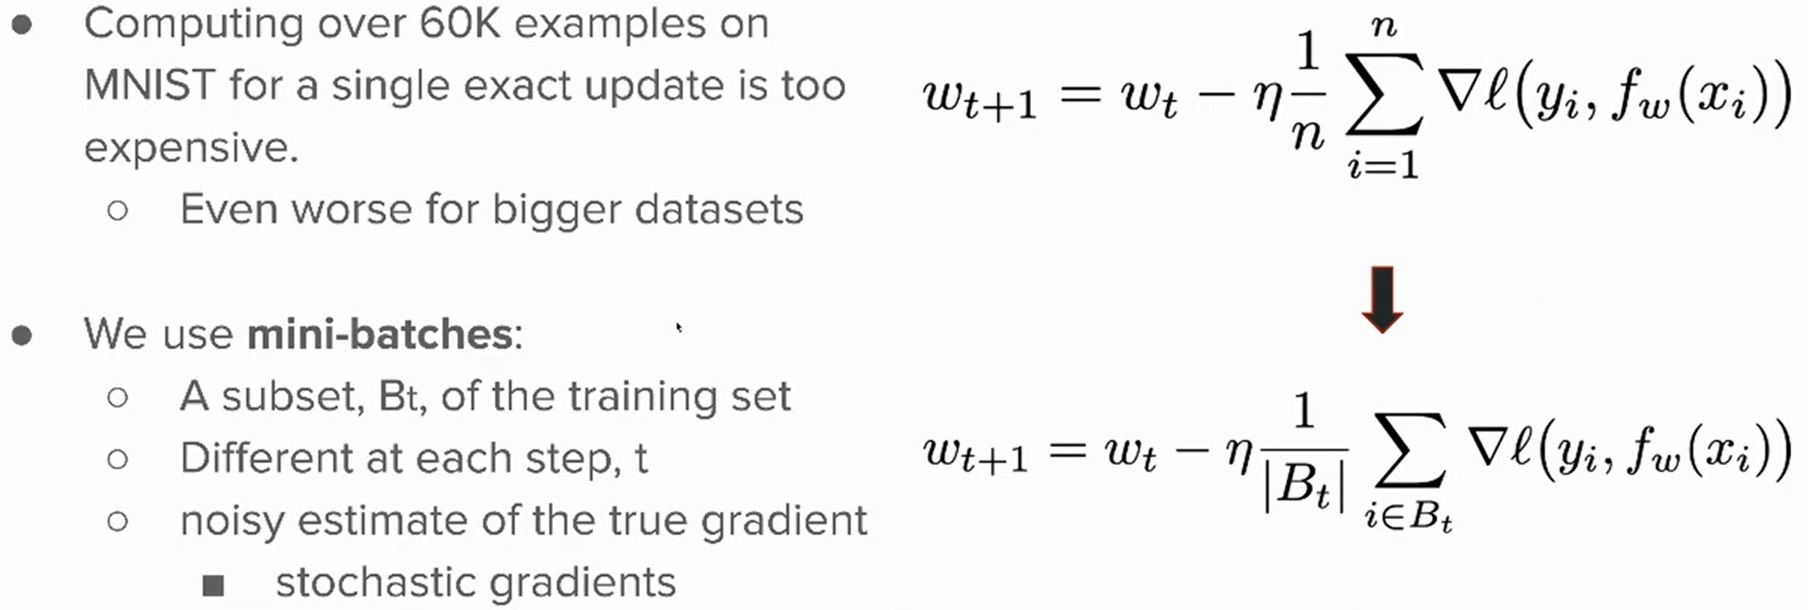 ● Computing over 60K examples on
MNIST for a single exact update is too
expensive.
○ Even worse for bigger datasets
● We use mini-batches:
○ A subset, Bt, of the training set
○ Different at each step, t
○ noisy estimate of the true gradient
■ stochastic gradients
$w_{t+1} = w_t - \eta \frac{1}{n} \sum_{i=1}^{n} \nabla \ell(y_i, f_w(x_i))$
$w_{t+1} = w_t - \eta \frac{1}{|B_t|} \sum_{i \in B_t} \nabla \ell(y_i, f_w(x_i))$